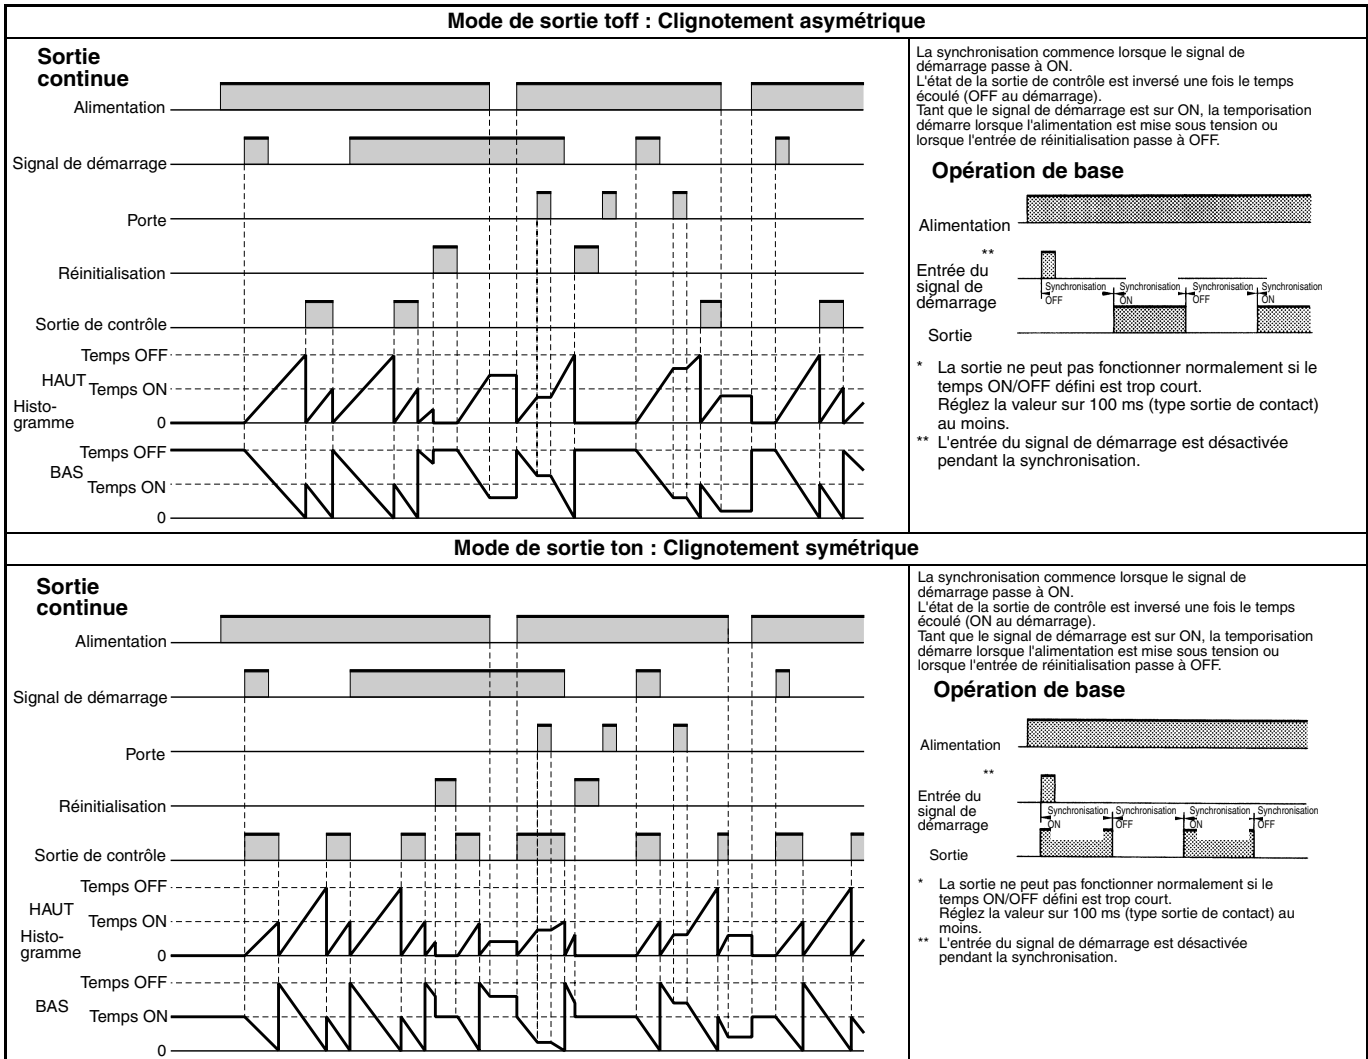 Mode de sortie toff : Clignotement asymétrique
Sortie
continue
Alimentation
Signal de démarrage
Porte
Réinitialisation
Sortie de contrôle
Temps OFF
HAUT
Temps ON
Histo-
gramme
0
Temps OFF
BAS
Temps ON
0
La synchronisation commence lorsque le signal de
démarrage passe à ON.
L'état de la sortie de contrôle est inversé une fois le temps
écoulé (OFF au démarrage).
Tant que le signal de démarrage est sur ON, la temporisation
démarre lorsque l'alimentation est mise sous tension ou
lorsque l'entrée de réinitialisation passe à OFF.
Opération de base
Alimentation
**
Entrée du
signal de
démarrage
Synchronisation Synchronisation Synchronisation Synchronisation
OFF ON OFF ON
Sortie
* La sortie ne peut pas fonctionner normalement si le
temps ON/OFF défini est trop court.
Réglez la valeur sur 100 ms (type sortie de contact)
au moins.
** L'entrée du signal de démarrage est désactivée
pendant la synchronisation.
Mode de sortie ton : Clignotement symétrique
Sortie
continue
Alimentation
Signal de démarrage
Porte
Réinitialisation
Sortie de contrôle
Temps OFF
HAUT
Temps ON
Histo-
gramme
0
Temps OFF
BAS
Temps ON
0
La synchronisation commence lorsque le signal de
démarrage passe à ON.
L'état de la sortie de contrôle est inversé une fois le temps
écoulé (ON au démarrage).
Tant que le signal de démarrage est sur ON, la temporisation
démarre lorsque l'alimentation est mise sous tension ou
lorsque l'entrée de réinitialisation passe à OFF.
Opération de base
Alimentation
**
Entrée du
signal de
démarrage
Synchronisation Synchronisation Synchronisation Synchronisation
ON OFF ON OFF
Sortie
* La sortie ne peut pas fonctionner normalement si le
temps ON/OFF défini est trop court.
Réglez la valeur sur 100 ms (type sortie de contact) au
moins.
** L'entrée du signal de démarrage est désactivée
pendant la synchronisation.